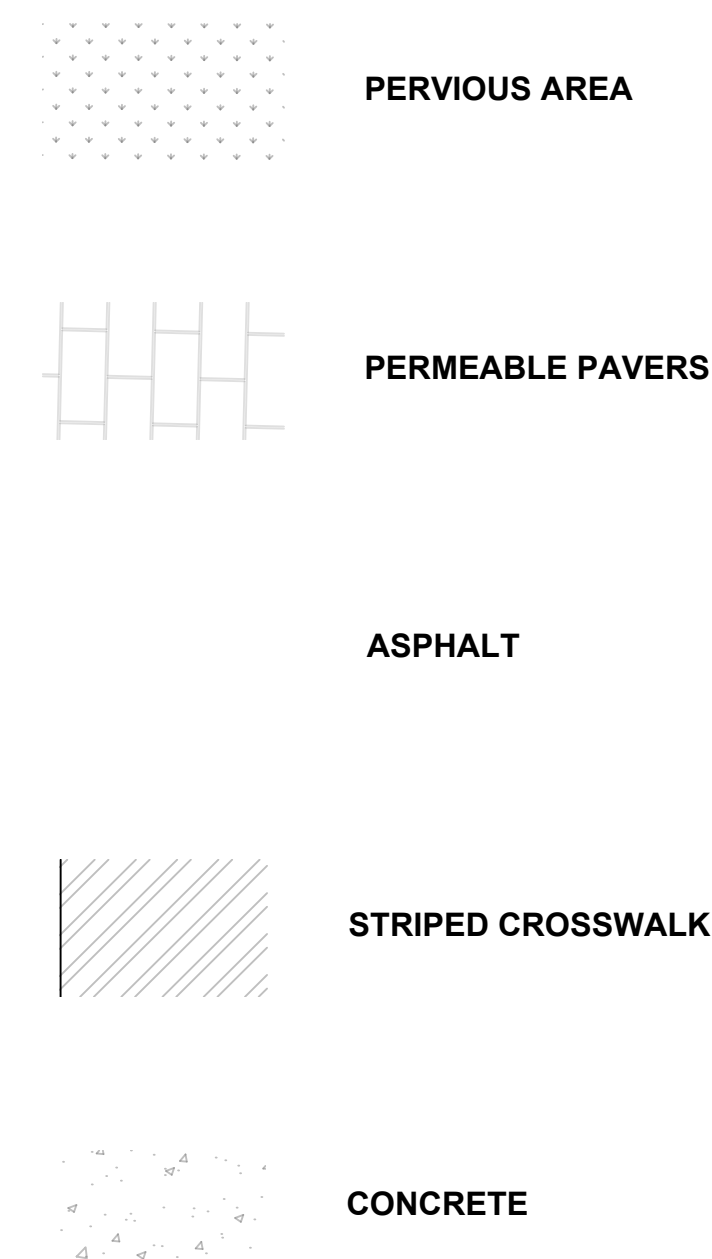 PERVIOUS AREA
PERMEABLE PAVERS
ASPHALT
STRIPED CROSSWALK
CONCRETE